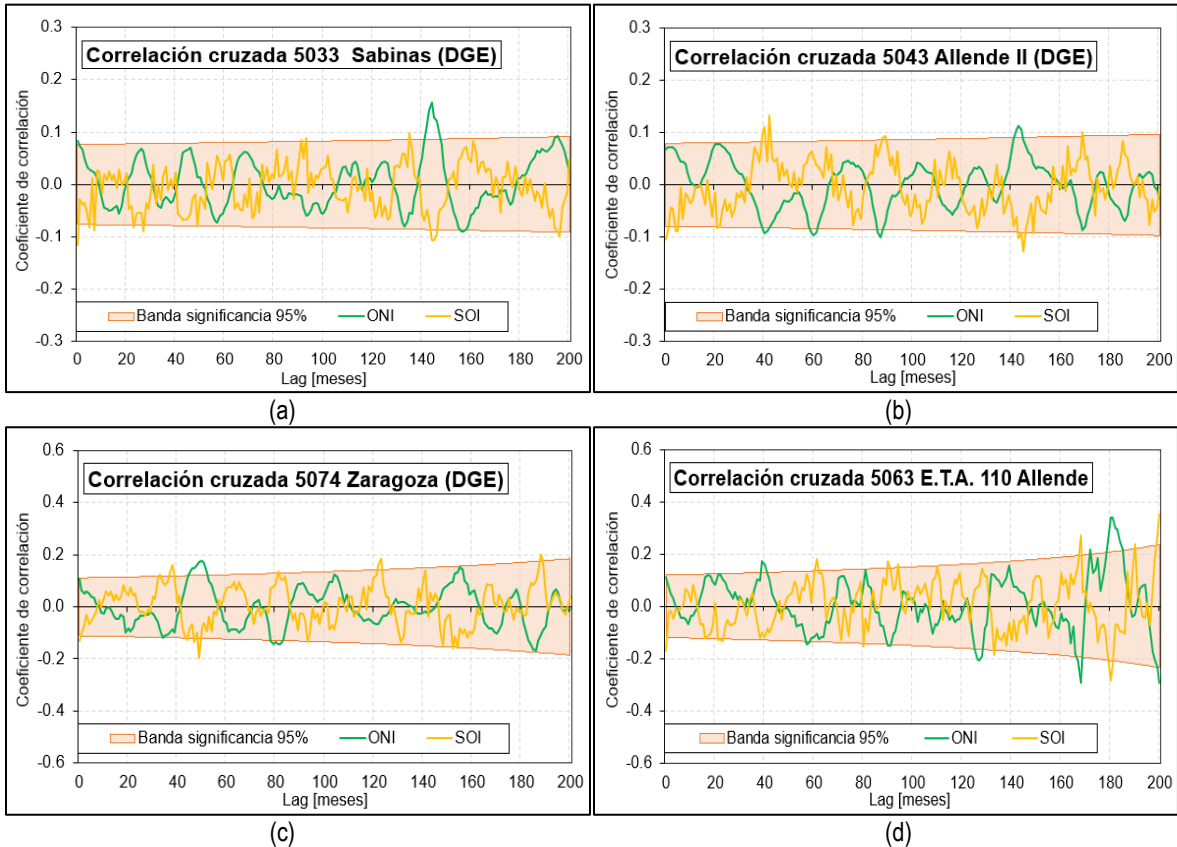 Correlación cruzada 5033  Sabinas (DGE)
Coeficiente de correlación
0.3
0.2
0.1
0.0
-0.1
-0.2
-0.3
Banda significancia 95% ONI SOI
0 20 40 60 80 100 120 140 160 180 200
Lag [meses]
(a)
Correlación cruzada 5043 Allende II (DGE)
Coeficiente de correlación
0.3
0.2
0.1
0.0
-0.1
-0.2
-0.3
Banda significancia 95% ONI SOI
0 20 40 60 80 100 120 140 160 180 200
Lag [meses]
(b)
Correlación cruzada 5074 Zaragoza (DGE)
Coeficiente de correlación
0.6
0.4
0.2
0.0
-0.2
-0.4
-0.6
Banda significancia 95% ONI SOI
0 20 40 60 80 100 120 140 160 180 200
Lag [meses]
(c)
Correlación cruzada 5063 E.T.A. 110 Allende
Coeficiente de correlación
0.6
0.4
0.2
0.0
-0.2
-0.4
-0.6
Banda significancia 95% ONI SOI
0 20 40 60 80 100 120 140 160 180 200
Lag [meses]
(d)